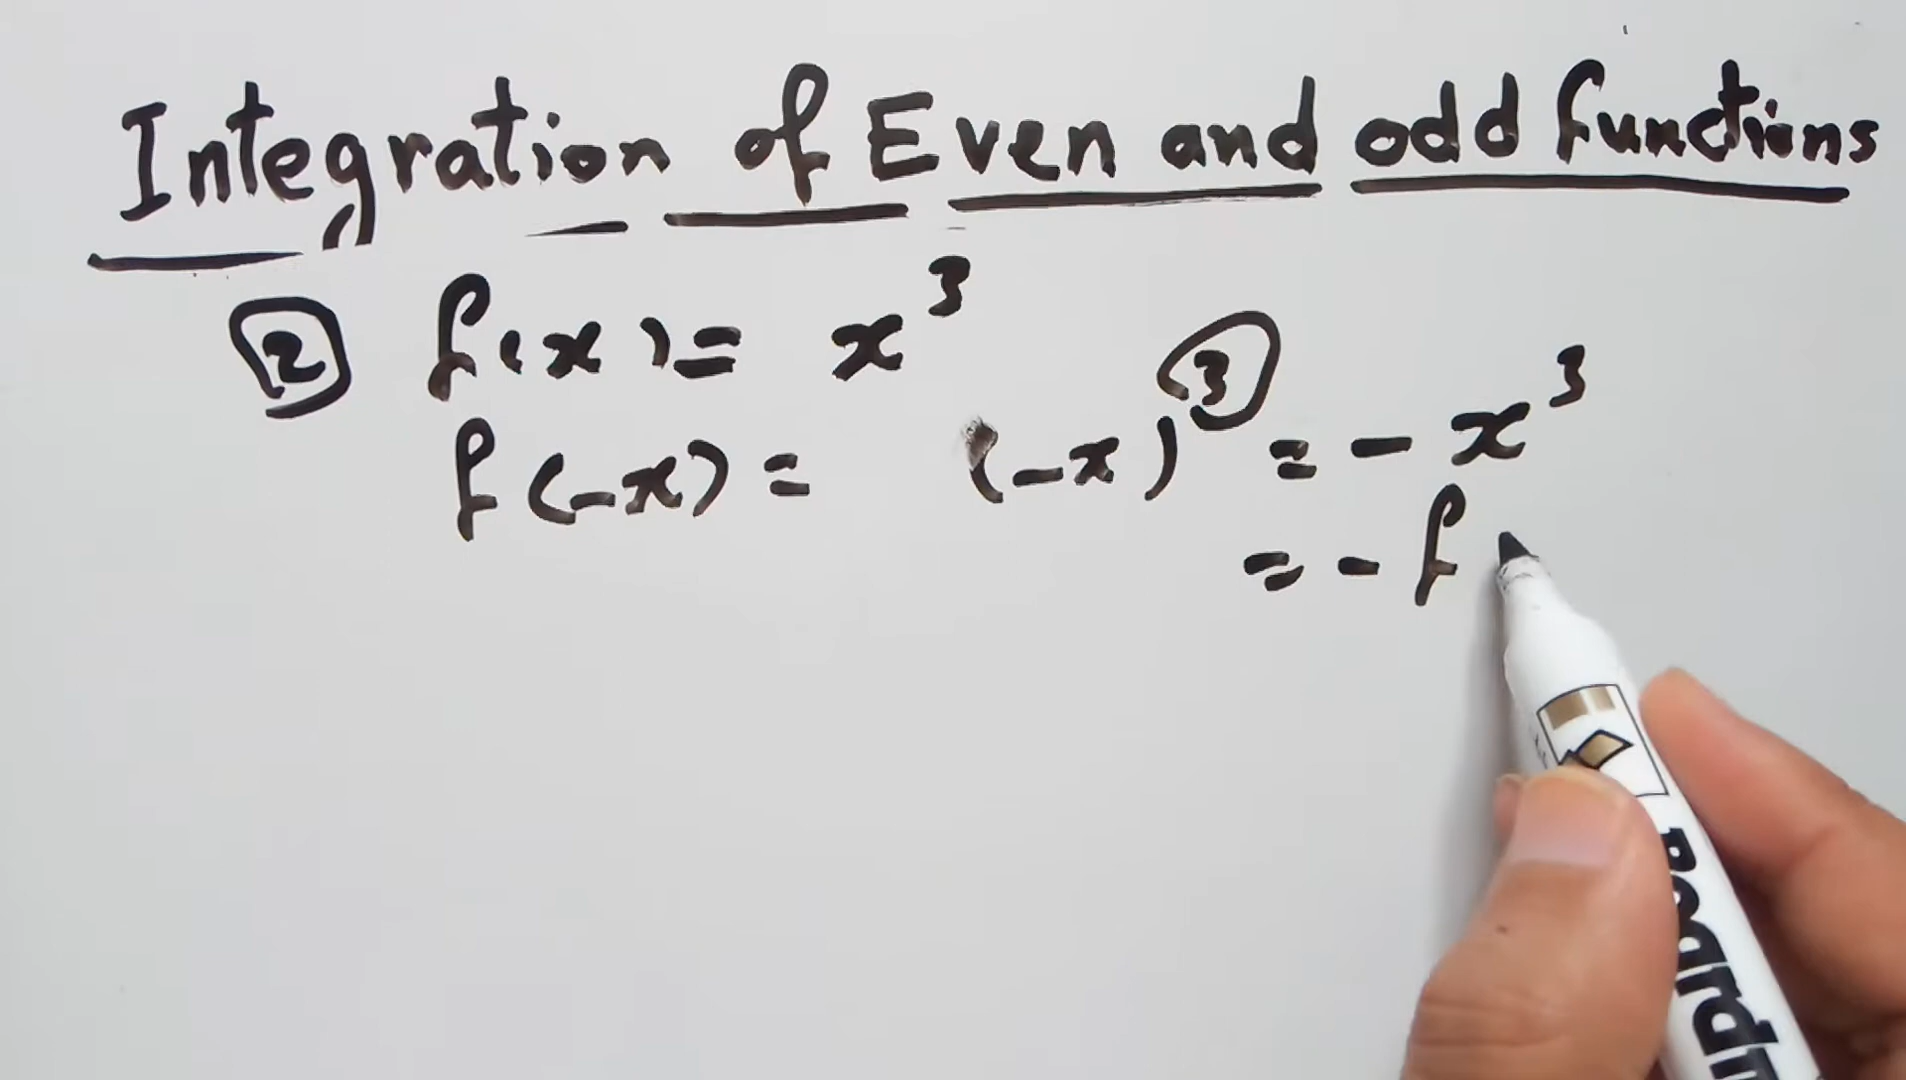 Integration of Even and odd functions
2 f(x) = x³
f(-x) = (-x)³ = - x³
= - f